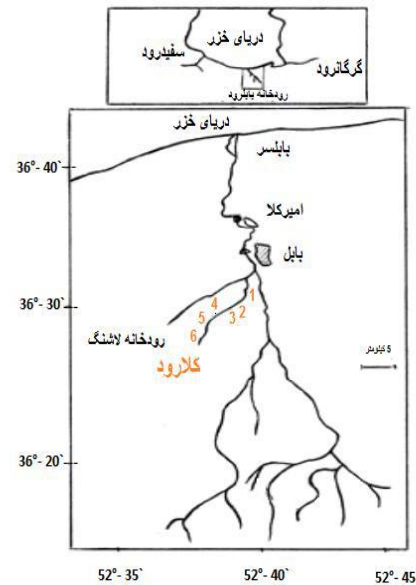 دریای خزر
سفیدرود
گرگانرود
رودخانه بابلرود
دریای خزر
بابلسر
36°- 40`
امیرکلا
بابل
36°- 30`
1
2
3
4
5
6
رودخانه لاشنگ
کلارود
5 کیلومتر
36°- 20`
52°- 35`
52°- 40`
52°- 45`